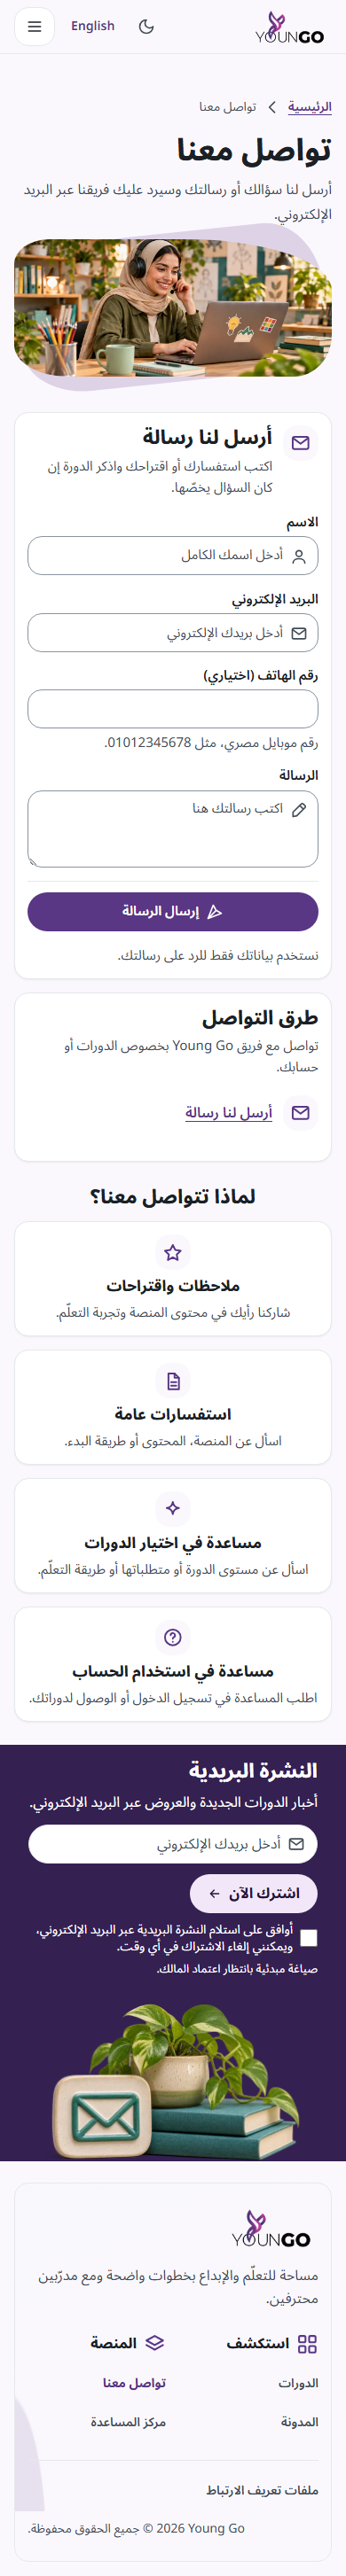 YOUNGO
English
الرئيسية
تواصل معنا
تواصل معنا
أرسل لنا سؤالك أو رسالتك وسيرد عليك فريقنا عبر البريد
الإلكتروني.
أرسل لنا رسالة
اكتب استفسارك أو اقتراحك واذكر الدورة إن
كان السؤال يخصّها.
الاسم
أدخل اسمك الكامل
البريد الإلكتروني
أدخل بريدك الإلكتروني
رقم الهاتف (اختياري)
رقم موبايل مصري، مثل 01012345678.
الرسالة
اكتب رسالتك هنا
إرسال الرسالة
نستخدم بياناتك فقط للرد على رسالتك.
طرق التواصل
تواصل مع فريق Young Go بخصوص الدورات أو
حسابك.
أرسل لنا رسالة
لماذا تتواصل معنا؟
ملاحظات واقتراحات
شاركنا رأيك في محتوى المنصة وتجربة التعلّم.
استفسارات عامة
اسأل عن المنصة، المحتوى أو طريقة البدء.
مساعدة في اختيار الدورات
اسأل عن مستوى الدورة أو متطلباتها أو طريقة التعلّم.
مساعدة في استخدام الحساب
اطلب المساعدة في تسجيل الدخول أو الوصول لدوراتك.
النشرة البريدية
أخبار الدورات الجديدة والعروض عبر البريد الإلكتروني.
أدخل بريدك الإلكتروني
اشترك الآن
أوافق على استلام النشرة البريدية عبر البريد الإلكتروني،
ويمكنني إلغاء الاشتراك في أي وقت.
صياغة مبدئية بانتظار اعتماد المالك.
YOUNGO
مساحة للتعلّم والإبداع بخطوات واضحة ومع مدرّبين
محترفين.
استكشف
المنصة
الدورات
تواصل معنا
المدونة
مركز المساعدة
ملفات تعريف الارتباط
Young Go 2026 © جميع الحقوق محفوظة.